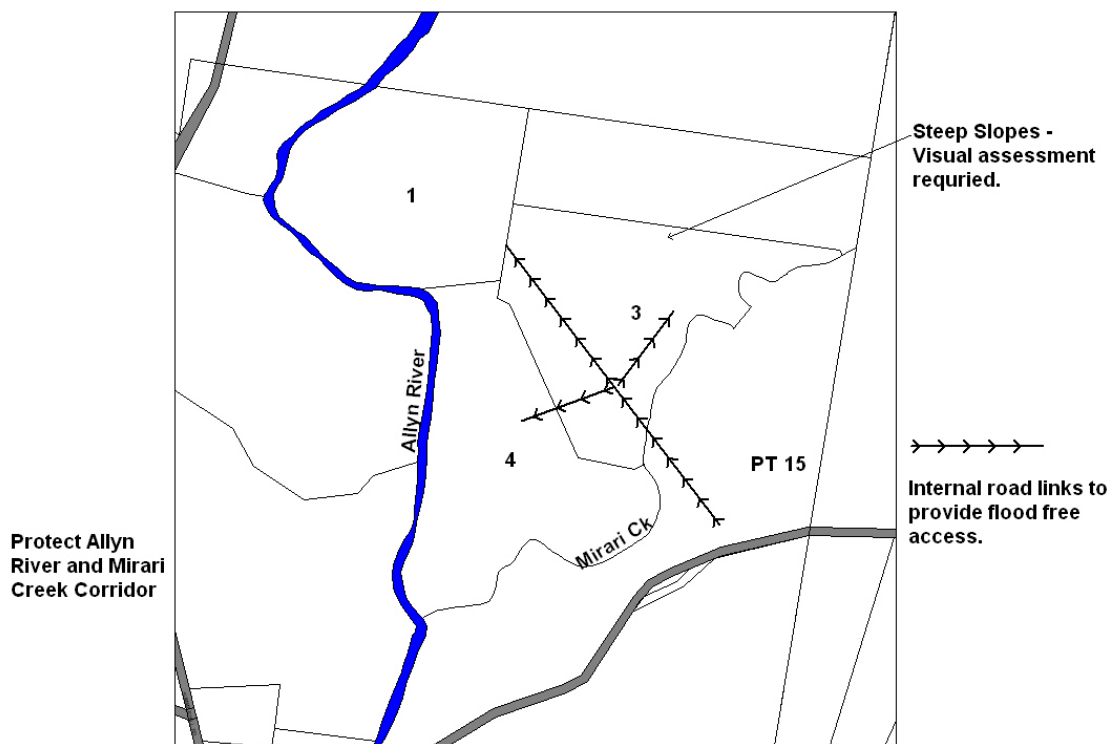 Steep Slopes -
Visual assessment
requried.
1
3
Allyn River
4
PT 15
Internal road links to
provide flood free
access.
Mirari Ck
Protect Allyn
River and Mirari
Creek Corridor